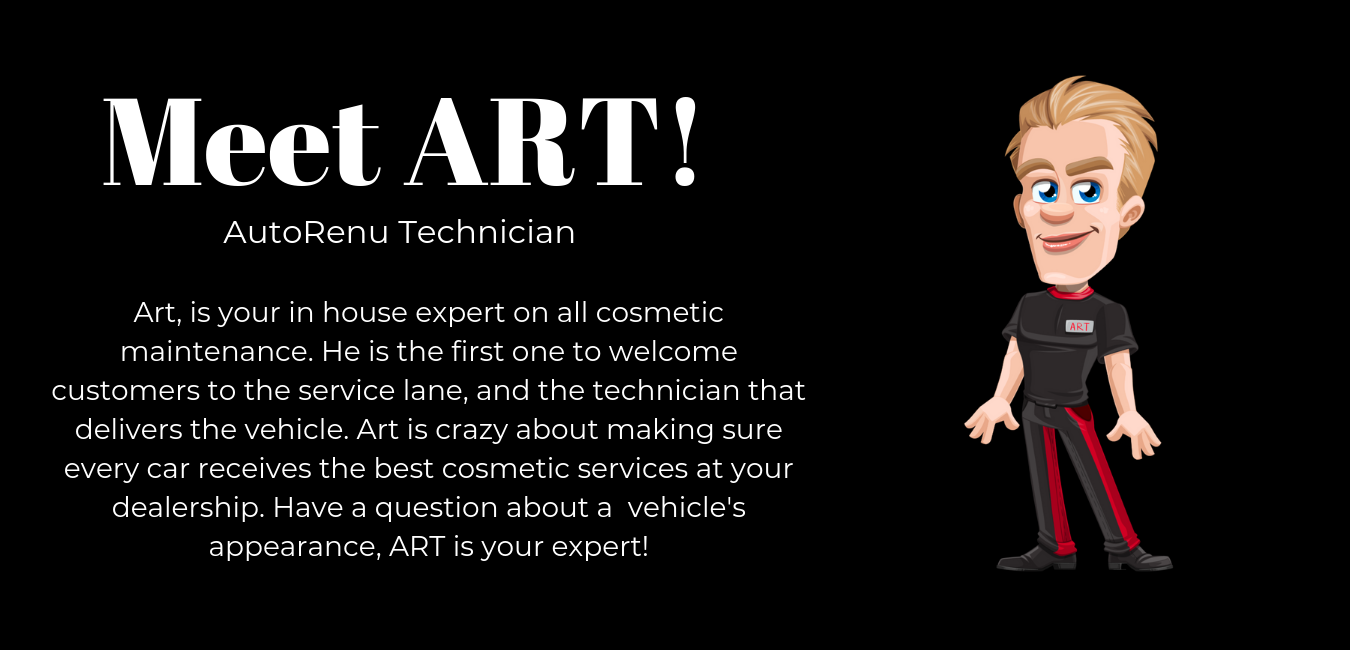 Meet ART!
AutoRenu Technician
Art, is your in house expert on all cosmetic
maintenance. He is the first one to welcome
customers to the service lane, and the technician that
delivers the vehicle. Art is crazy about making sure
every car receives the best cosmetic services at your
dealership. Have a question about a  vehicle's
appearance, ART is your expert!
ART